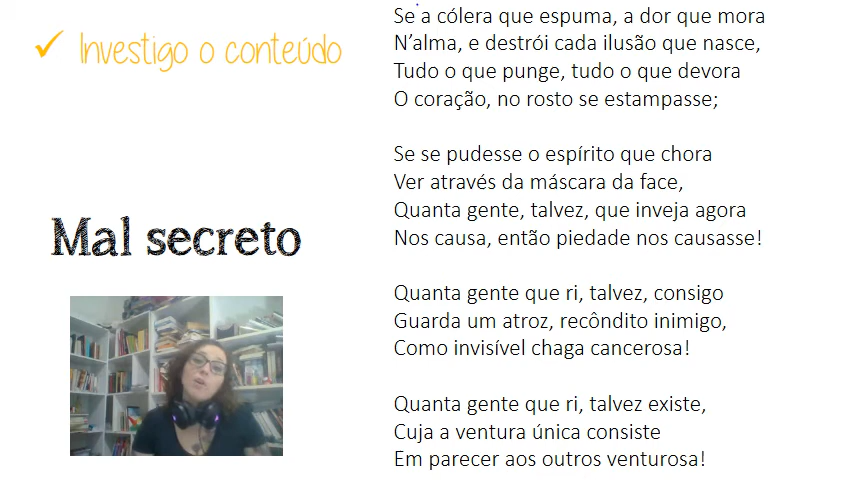 Investigo o conteúdo
Mal secreto
Se a cólera que espuma, a dor que mora
N’alma, e destrói cada ilusão que nasce,
Tudo o que punge, tudo o que devora
O coração, no rosto se estampasse;
Se se pudesse o espírito que chora
Ver através da máscara da face,
Quanta gente, talvez, que inveja agora
Nos causa, então piedade nos causasse!
Quanta gente que ri, talvez, consigo
Guarda um atroz, recôndito inimigo,
Como invisível chaga cancerosa!
Quanta gente que ri, talvez existe,
Cuja a ventura única consiste
Em parecer aos outros venturosa!